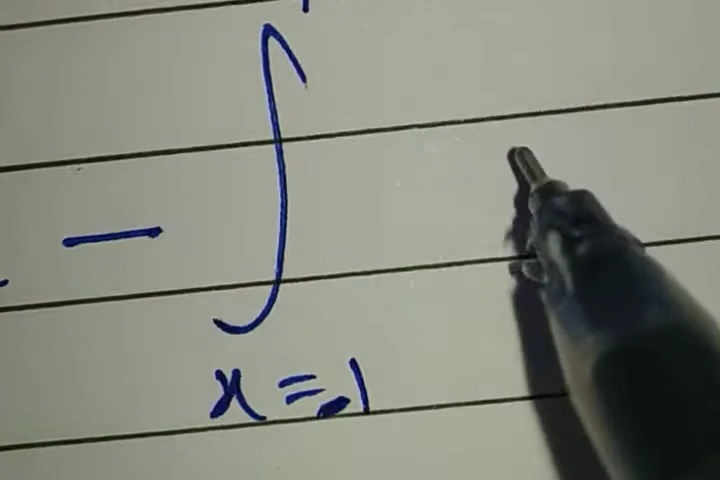 - ∫
x = 1